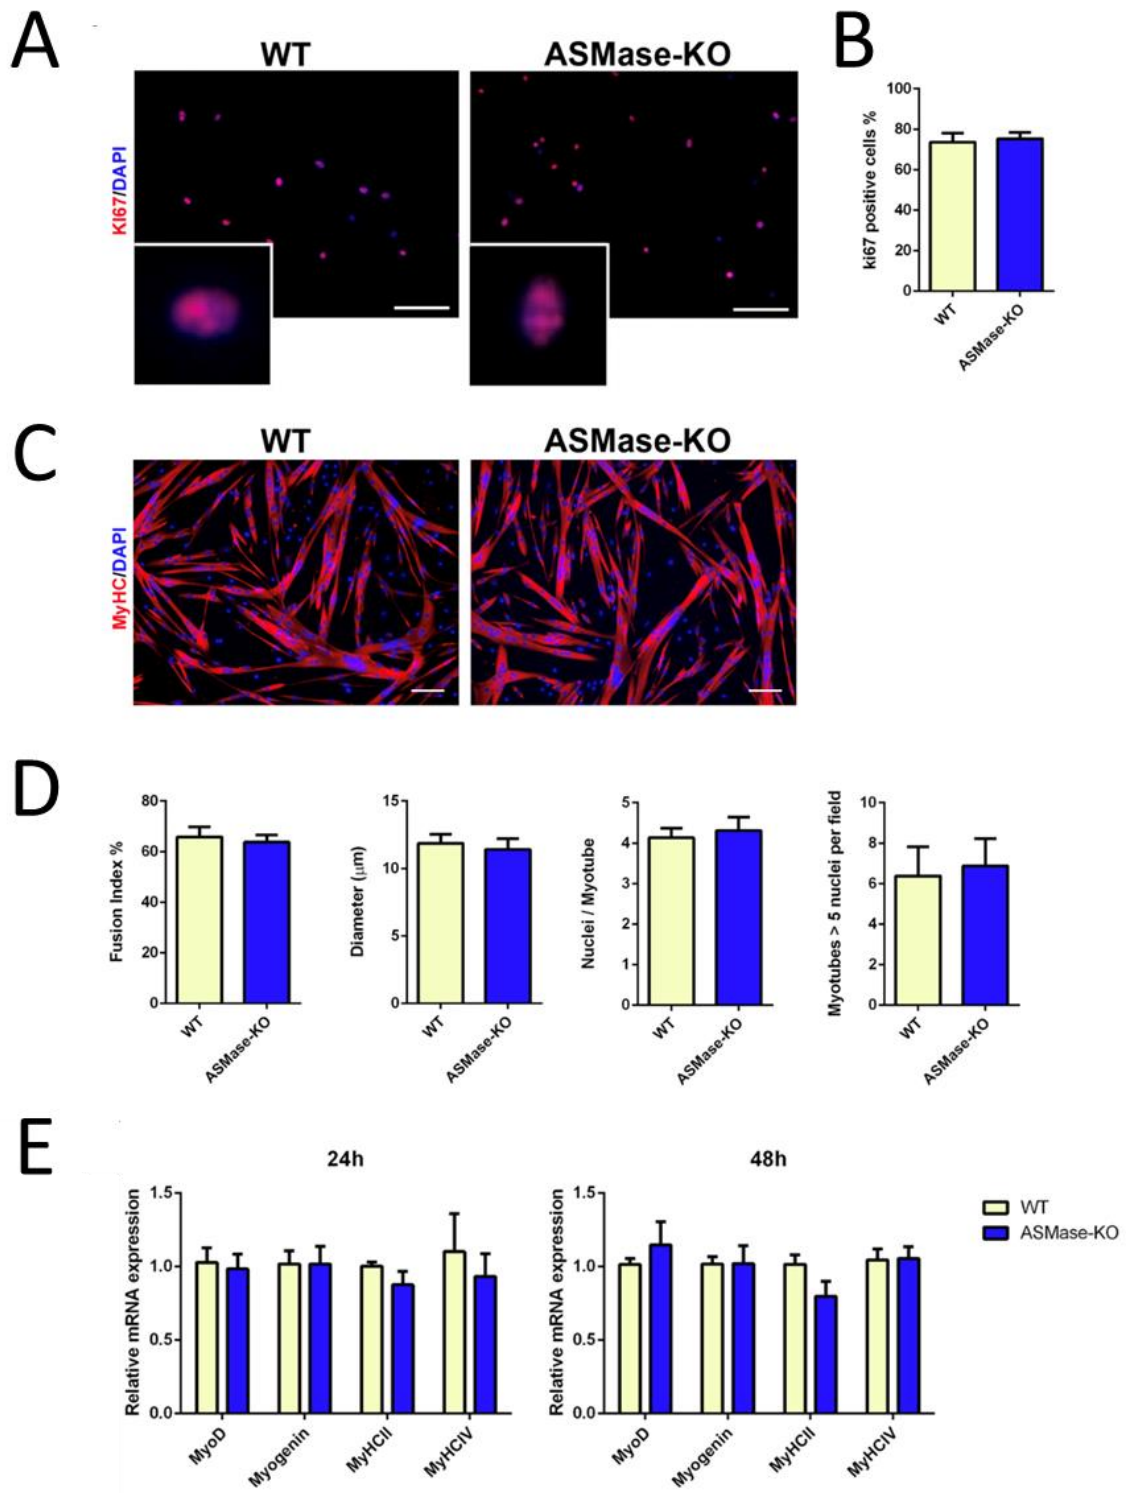 A
WT
ASMase-KO
KI67/DAPI
B
ki67 positive cells %
100
80
60
40
20
0
WT
ASMase-KO
C
WT
ASMase-KO
MyHC/DAPI
D
Fusion Index %
80
60
40
20
0
WT
ASMase-KO
Diameter (µm)
15
10
5
0
WT
ASMase-KO
Nuclei / Myotube
5
4
3
2
1
0
WT
ASMase-KO
Myotubes > 5 nuclei per field
10
8
6
4
2
0
WT
ASMase-KO
E
24h
Relative mRNA expression
1.5
1.0
0.5
0.0
MyoD
Myogenin
MyHCII
MyHCIV
48h
Relative mRNA expression
1.5
1.0
0.5
0.0
MyoD
Myogenin
MyHCII
MyHCIV
WT
ASMase-KO